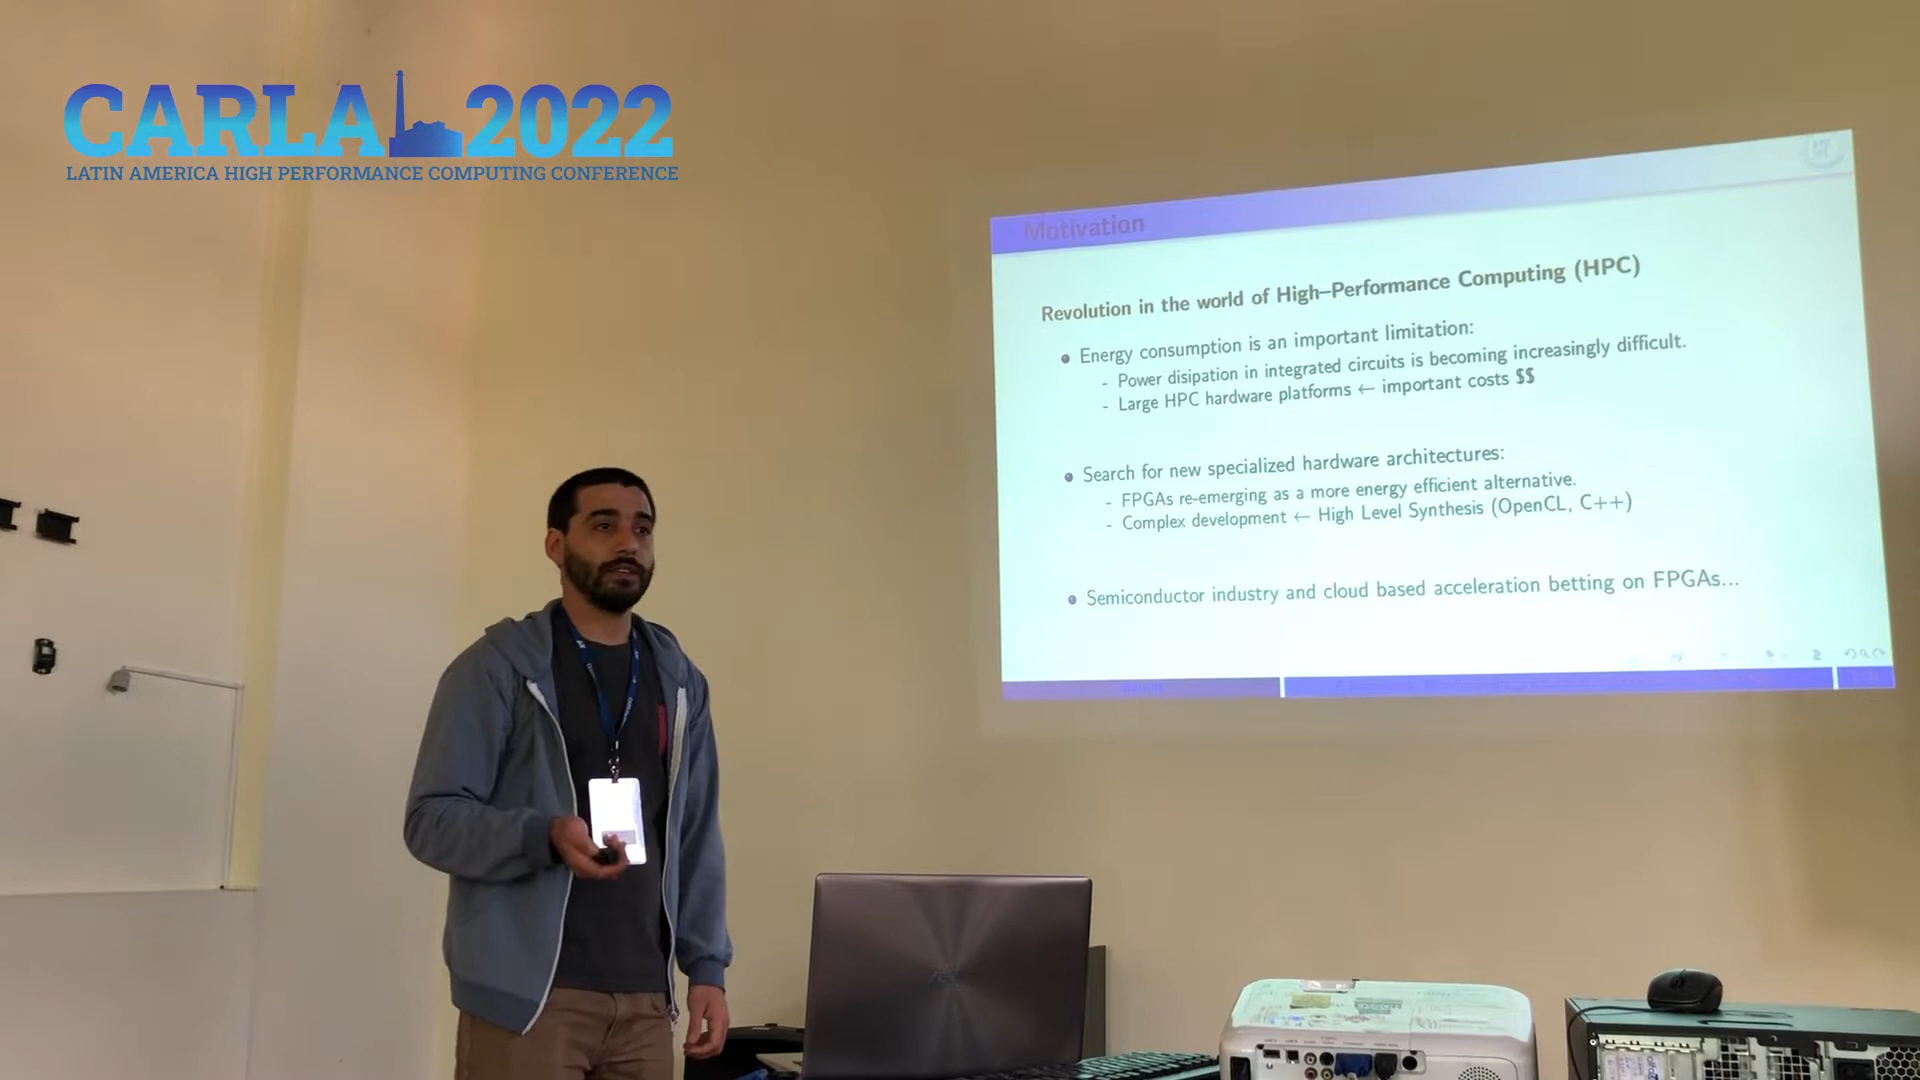 CARLA 2022
LATIN AMERICA HIGH PERFORMANCE COMPUTING CONFERENCE
Motivation
Revolution in the world of High–Performance Computing (HPC)
Energy consumption is an important limitation:
- Power disipation in integrated circuits is becoming increasingly difficult.
- Large HPC hardware platforms ← important costs $$
Search for new specialized hardware architectures:
- FPGAs re-emerging as a more energy efficient alternative.
- Complex development ← High Level Synthesis (OpenCL, C++)
Semiconductor industry and cloud based acceleration betting on FPGAs...